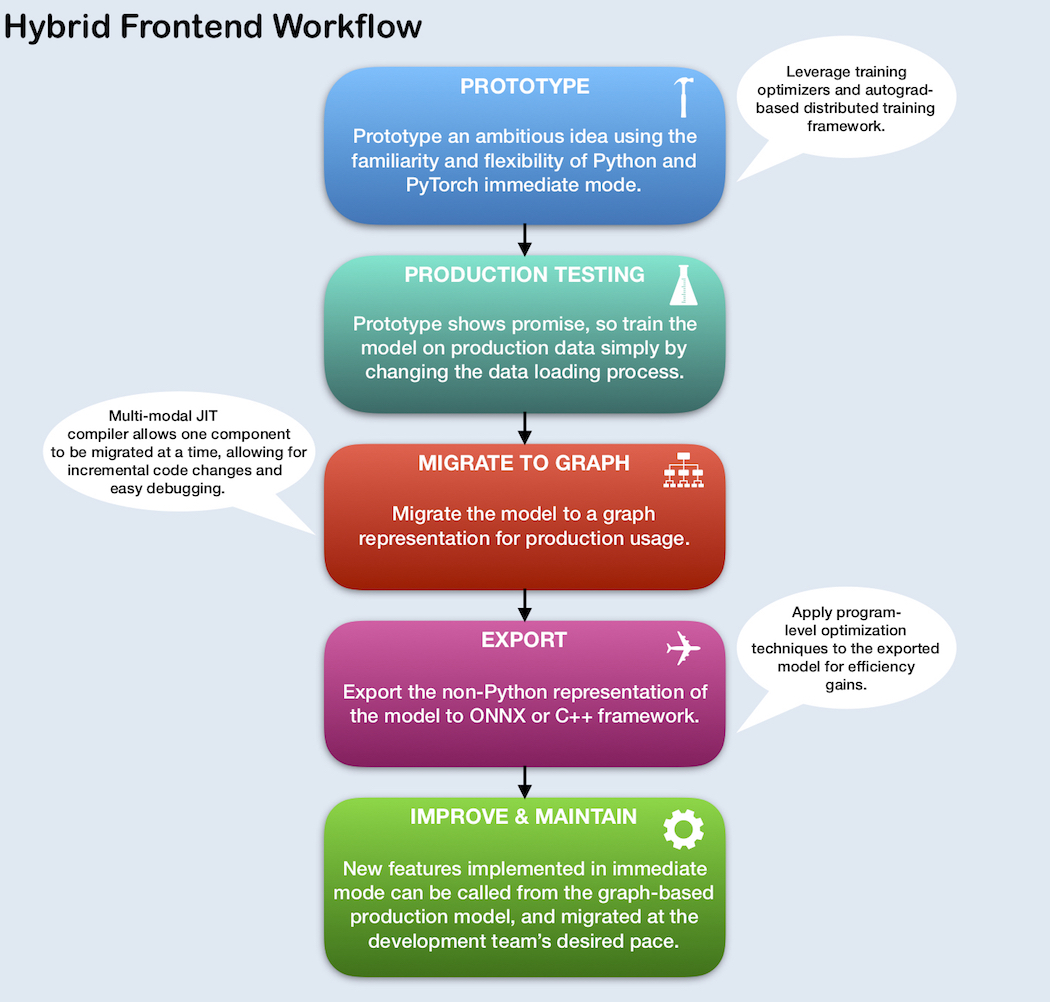 Hybrid Frontend Workflow
PROTOTYPE
Prototype an ambitious idea using the
familiarity and flexibility of Python and
PyTorch immediate mode.
Leverage training
optimizers and autograd-
based distributed training
framework.
PRODUCTION TESTING
Prototype shows promise, so train the
model on production data simply by
changing the data loading process.
Multi-modal JIT
compiler allows one component
to be migrated at a time, allowing for
incremental code changes and
easy debugging.
MIGRATE TO GRAPH
Migrate the model to a graph
representation for production usage.
EXPORT
Export the non-Python representation of
the model to ONNX or C++ framework.
Apply program-
level optimization
techniques to the exported
model for efficiency
gains.
IMPROVE & MAINTAIN
New features implemented in immediate
mode can be called from the graph-based
production model, and migrated at the
development team’s desired pace.